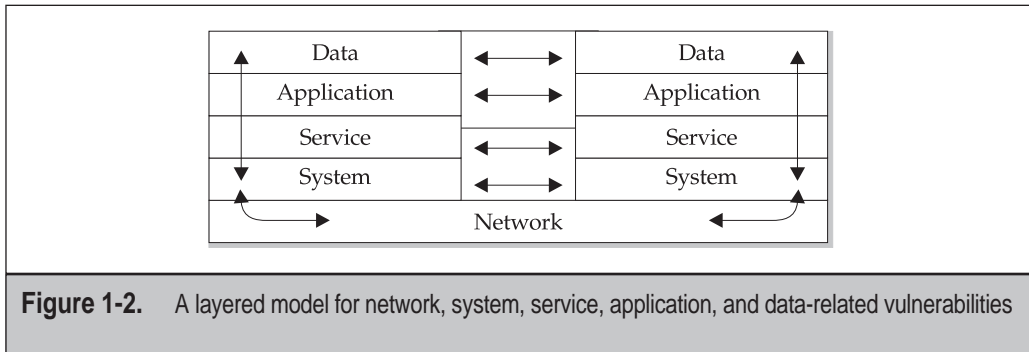 Data Data
Application Application
Service Service
System System
Network
Figure 1-2. A layered model for network, system, service, application, and data-related vulnerabilities